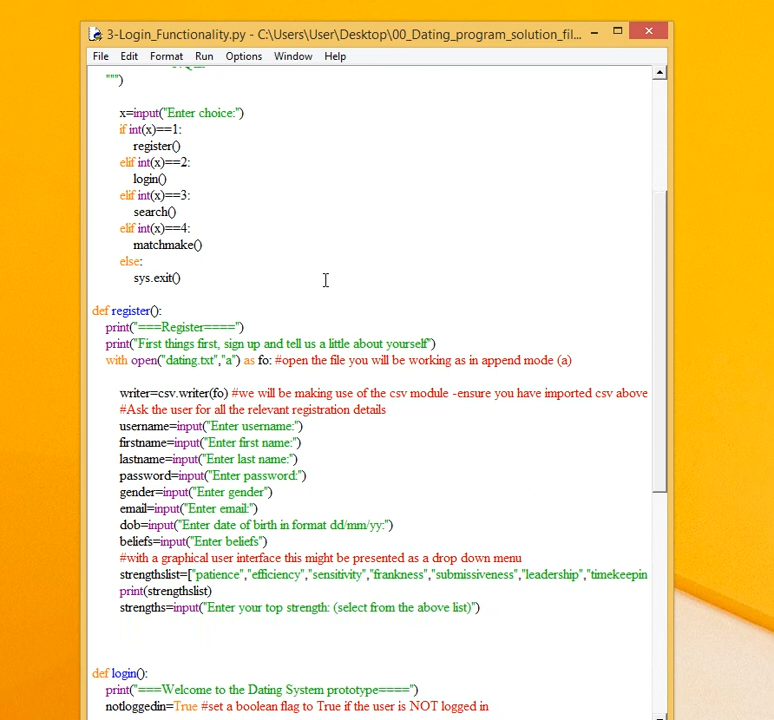 3-Login_Functionality.py - C:\Users\User\Desktop\00_Dating_program_solution_fil...
File Edit Format Run Options Window Help
""")
x=input("Enter choice:")
if int(x)==1:
register()
elif int(x)==2:
login()
elif int(x)==3:
search()
elif int(x)==4:
matchmake()
else:
sys.exit()
def register():
print("===Register====")
print("First things first, sign up and tell us a little about yourself")
with open("dating.txt","a") as fo: #open the file you will be working as in append mode (a)
writer=csv.writer(fo) #we will be making use of the csv module -ensure you have imported csv above
#Ask the user for all the relevant registration details
username=input("Enter username:")
firstname=input("Enter first name:")
lastname=input("Enter last name:")
password=input("Enter password:")
gender=input("Enter gender")
email=input("Enter email:")
dob=input("Enter date of birth in format dd/mm/yy:")
beliefs=input("Enter beliefs")
#with a graphical user interface this might be presented as a drop down menu
strengthslist=["patience","efficiency","sensitivity","frankness","submissiveness","leadership","timekeepin
print(strengthslist)
strengths=input("Enter your top strength: (select from the above list)")
def login():
print("===Welcome to the Dating System prototype====")
notloggedin=True #set a boolean flag to True if the user is NOT logged in